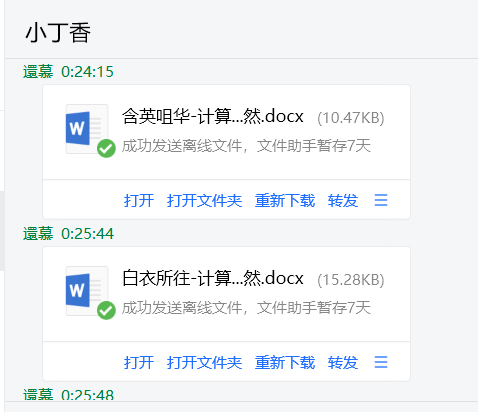 小丁香
還慕 0:24:15
含英咀华-计算...然.docx (10.47KB)
成功发送离线文件，文件助手暂存7天
打开 打开文件夹 重新下载 转发
還慕 0:25:44
白衣所往-计算...然.docx (15.28KB)
成功发送离线文件，文件助手暂存7天
打开 打开文件夹 重新下载 转发
還慕 0:25:48